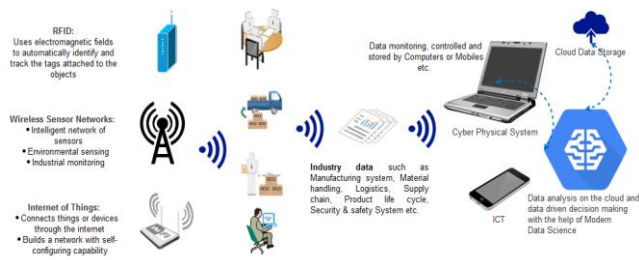 RFID:
Uses electromagnetic fields
to automatically identify and
track the tags attached to the
objects
Wireless Sensor Networks:
• Intelligent network of
sensors
• Environmental sensing
• Industrial monitoring
Internet of Things:
• Connects things or devices
through the internet
• Builds a network with self-
configuring capability
Industry data such as
Manufacturing system, Material
handling, Logistics, Supply
chain, Product life cycle,
Security & safety System etc.
Data monitoring, controlled and
stored by Computers or Mobiles
etc.
Cloud Data Storage
Cyber Physical System
ICT
Data analysis on the cloud and
data driven decision making
with the help of Modern
Data Science